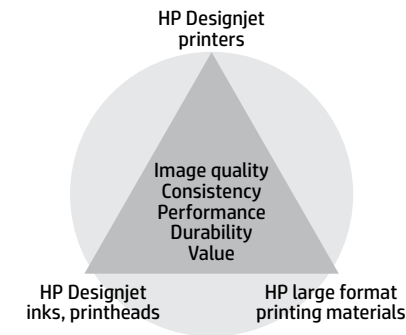 HP Designjet
printers
Image quality
Consistency
Performance
Durability
Value
HP Designjet
inks, printheads
HP large format
printing materials